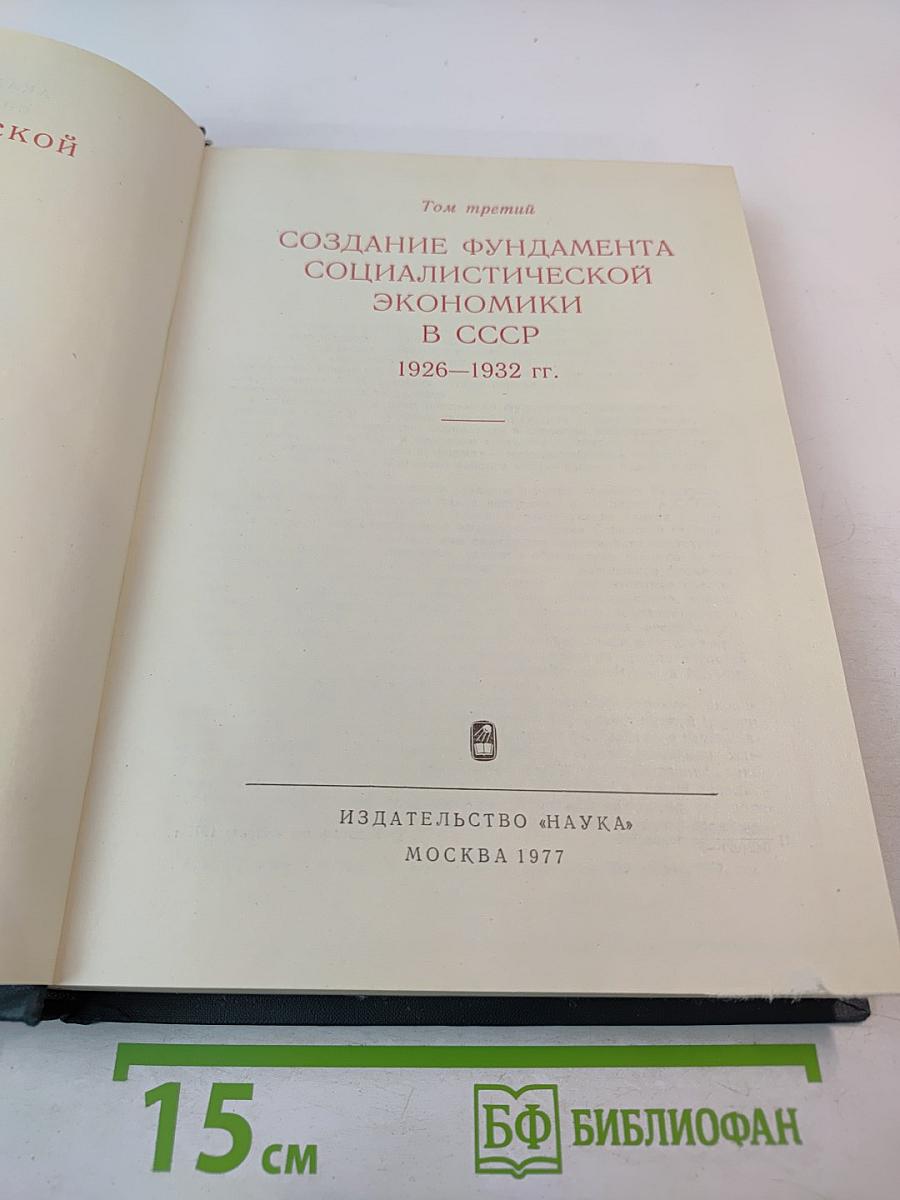 СКОЙ
Том третий
СОЗДАНИЕ ФУНДАМЕНТА
СОЦИАЛИСТИЧЕСКОЙ
ЭКОНОМИКИ
В СССР
1926—1932 гг.
ИЗДАТЕЛЬСТВО «НАУКА»
МОСКВА 1977
15 см
БФ БИБЛИОФАН